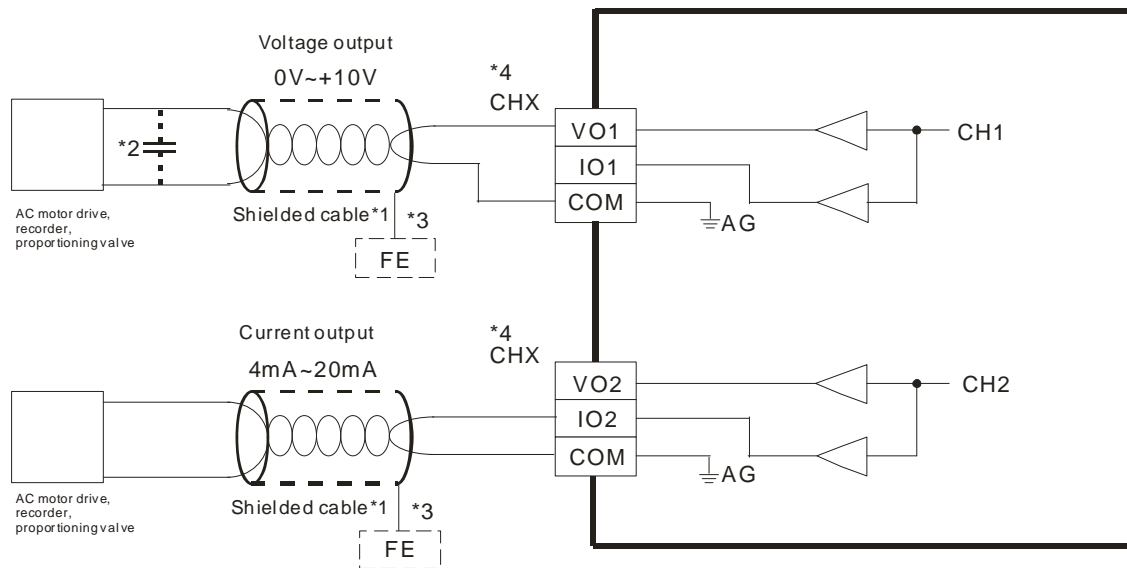 Voltage output
0V~+10V
*4
CHX
*2
VO1
IO1
COM
CH1
AG
AC motor drive,
recorder,
proportioning valve
Shielded cable*1
*3
FE
Current output
4mA~20mA
*4
CHX
VO2
IO2
COM
CH2
AG
AC motor drive,
recorder,
proportioning valve
Shielded cable*1
*3
FE